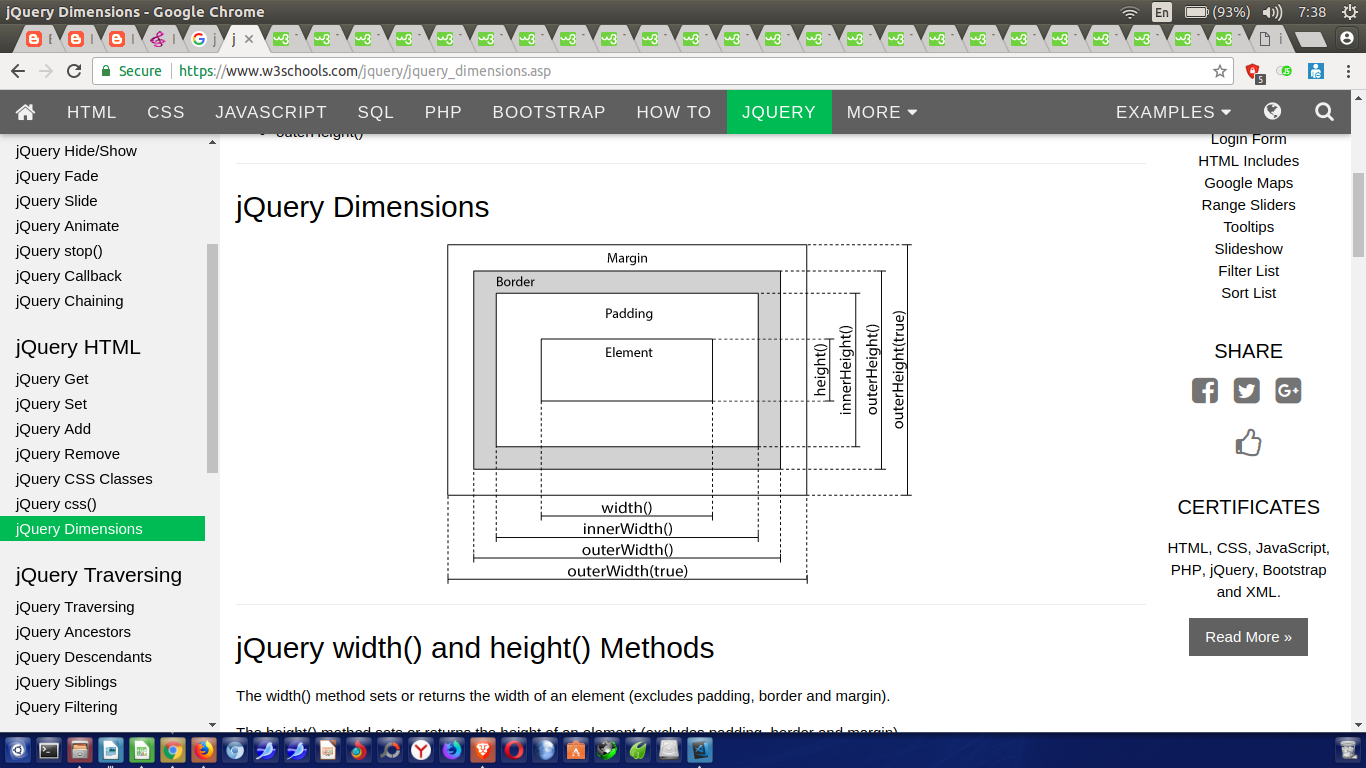 jQuery Dimensions - Google Chrome
En
(93%)
7:38
Secure
https://www.w3schools.com/jquery/jquery_dimensions.asp
5
HTML CSS JAVASCRIPT SQL PHP BOOTSTRAP HOW TO JQUERY MORE EXAMPLES
jQuery Hide/Show
jQuery Fade
jQuery Slide
jQuery Animate
jQuery stop()
jQuery Callback
jQuery Chaining
jQuery HTML
jQuery Get
jQuery Set
jQuery Add
jQuery Remove
jQuery CSS Classes
jQuery css()
jQuery Dimensions
jQuery Traversing
jQuery Traversing
jQuery Ancestors
jQuery Descendants
jQuery Siblings
jQuery Filtering
outerHeight()
jQuery Dimensions
Margin
Border
Padding
Element
height()
innerHeight()
outerHeight()
outerHeight(true)
width()
innerWidth()
outerWidth()
outerWidth(true)
jQuery width() and height() Methods
The width() method sets or returns the width of an element (excludes padding, border and margin).
The height() method sets or returns the height of an element (excludes padding, border and margin).
Login Form
HTML Includes
Google Maps
Range Sliders
Tooltips
Slideshow
Filter List
Sort List
SHARE
CERTIFICATES
HTML, CSS, JavaScript,
PHP, jQuery, Bootstrap
and XML.
Read More »